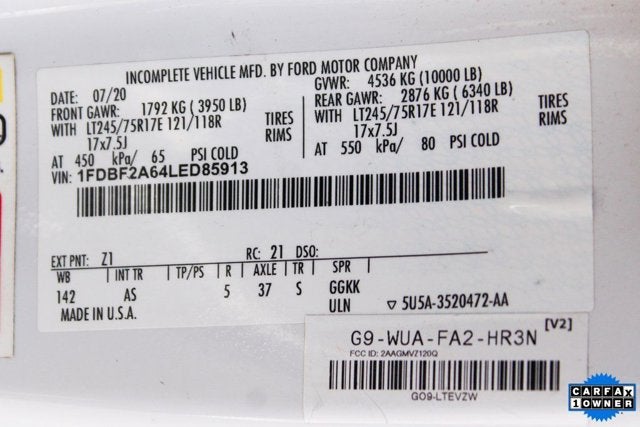 INCOMPLETE VEHICLE MFD. BY FORD MOTOR COMPANY
DATE: 07/20 GVWR: 4536 KG (10000 LB)
FRONT GAWR: 1792 KG ( 3950 LB) REAR GAWR: 2876 KG ( 6340 LB)
WITH LT245/75R17E 121/118R TIRES WITH LT245/75R17E 121/118R TIRES
17x7.5J RIMS 17x7.5J RIMS
AT 450 kPa/ 65 PSI COLD AT 550 kPa/ 80 PSI COLD
VIN: 1FDBF2A64LED85913
EXT PNT: Z1 RC: 21 DSO:
WB INT TR TP/PS R AXLE TR SPR
142 AS 5 37 S GGKK
ULN ▽ 5U5A-3520472-AA
MADE IN U.S.A.
G9-WUA-FA2-HR3N [V2]
FCC ID: 2AAGMVZ120Q
GO9-LTEVZW
CARFAX
1 OWNER